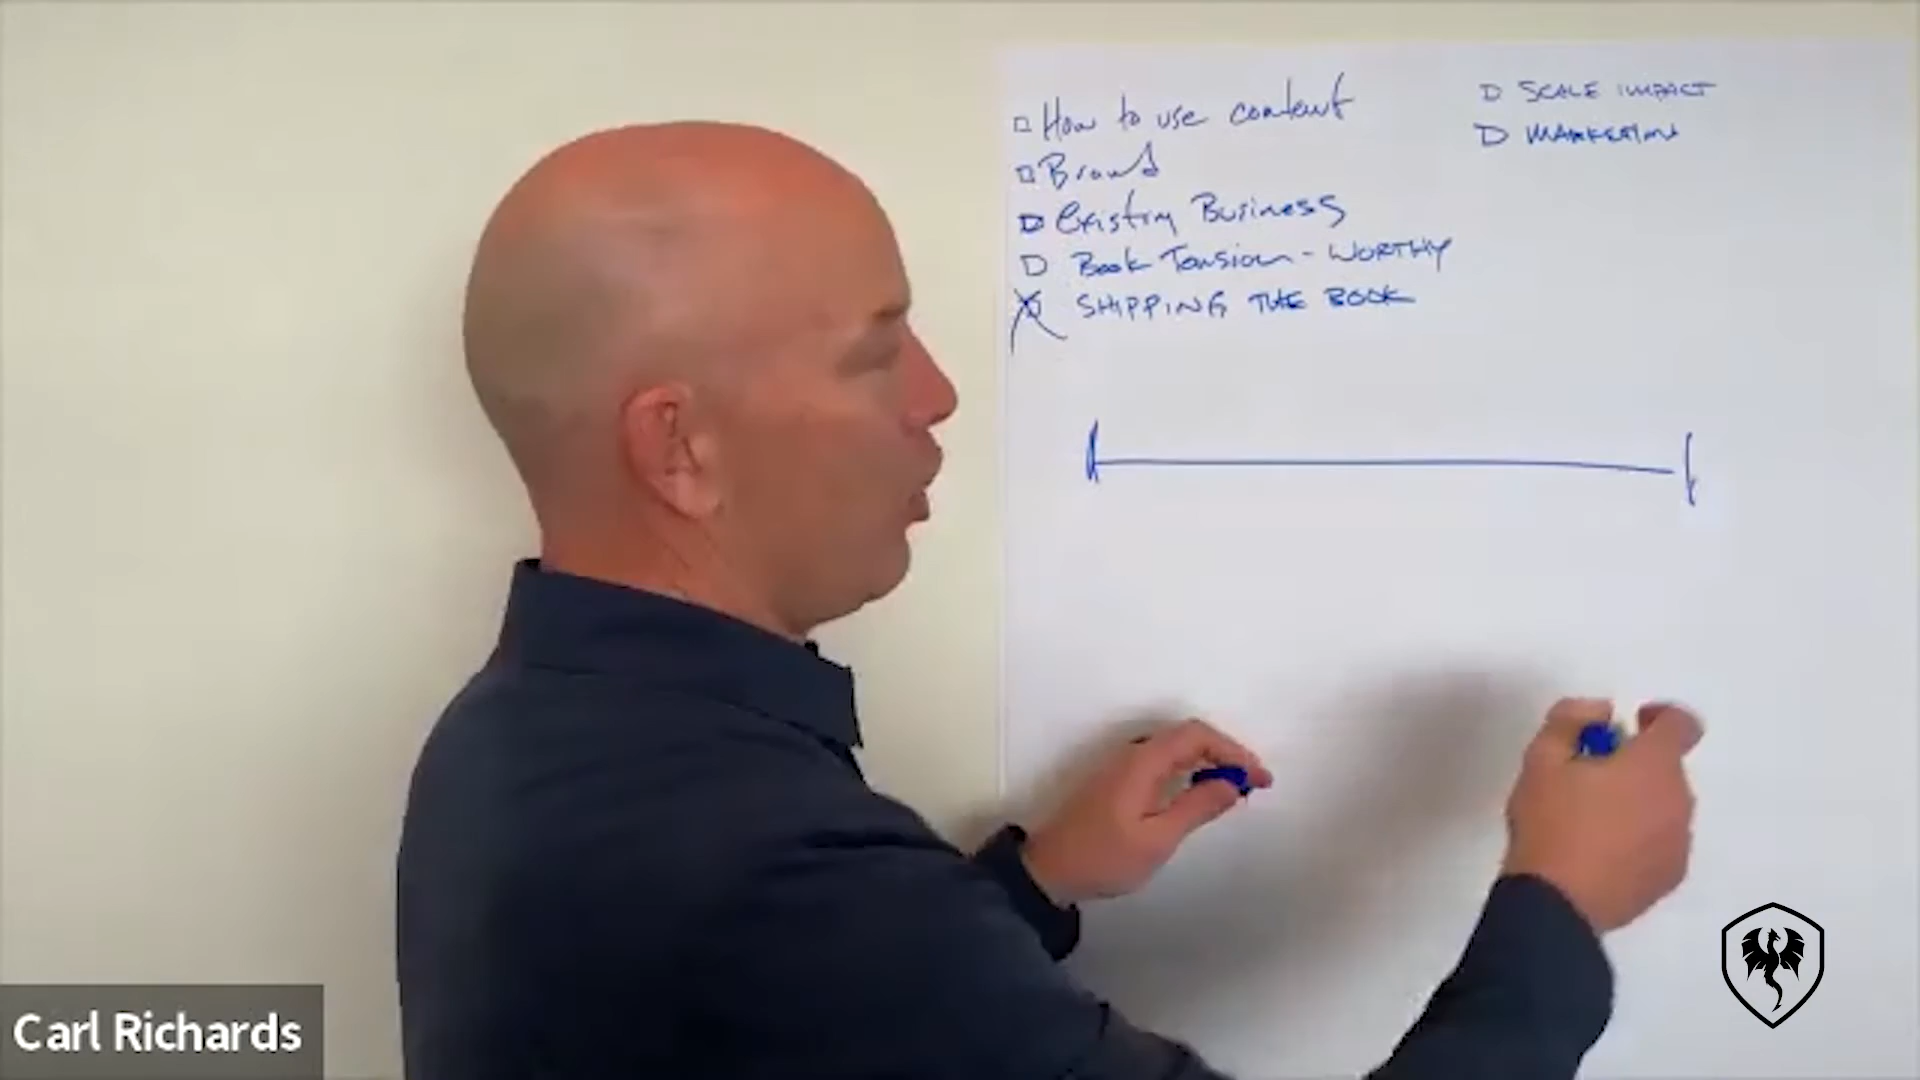 How to use content
Brand
Existing Business
Book Tension - WORTHY
SHIPPING THE BOOK
SCALE IMPACT
MARKETING
Carl Richards